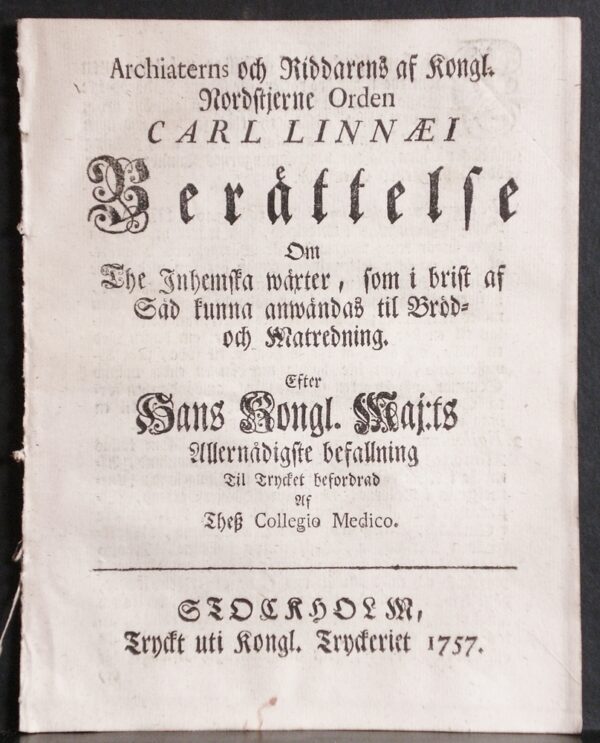 Archiaterns och Riddarens af Kongl.
Nordstjerne Orden
CARL LINNÆI
Berättelse
Om
The Inhemska wäxter, som i brist af
Säd kunna anwändas til Bröd-
och Matredning.
Efter
Hans Kongl. Maj:ts
Allernådigste befallning
Til Trycket befordrad
Af
Theß Collegio Medico.
STOCKHOLM,
Tryckt uti Kongl. Tryckeriet 1757.